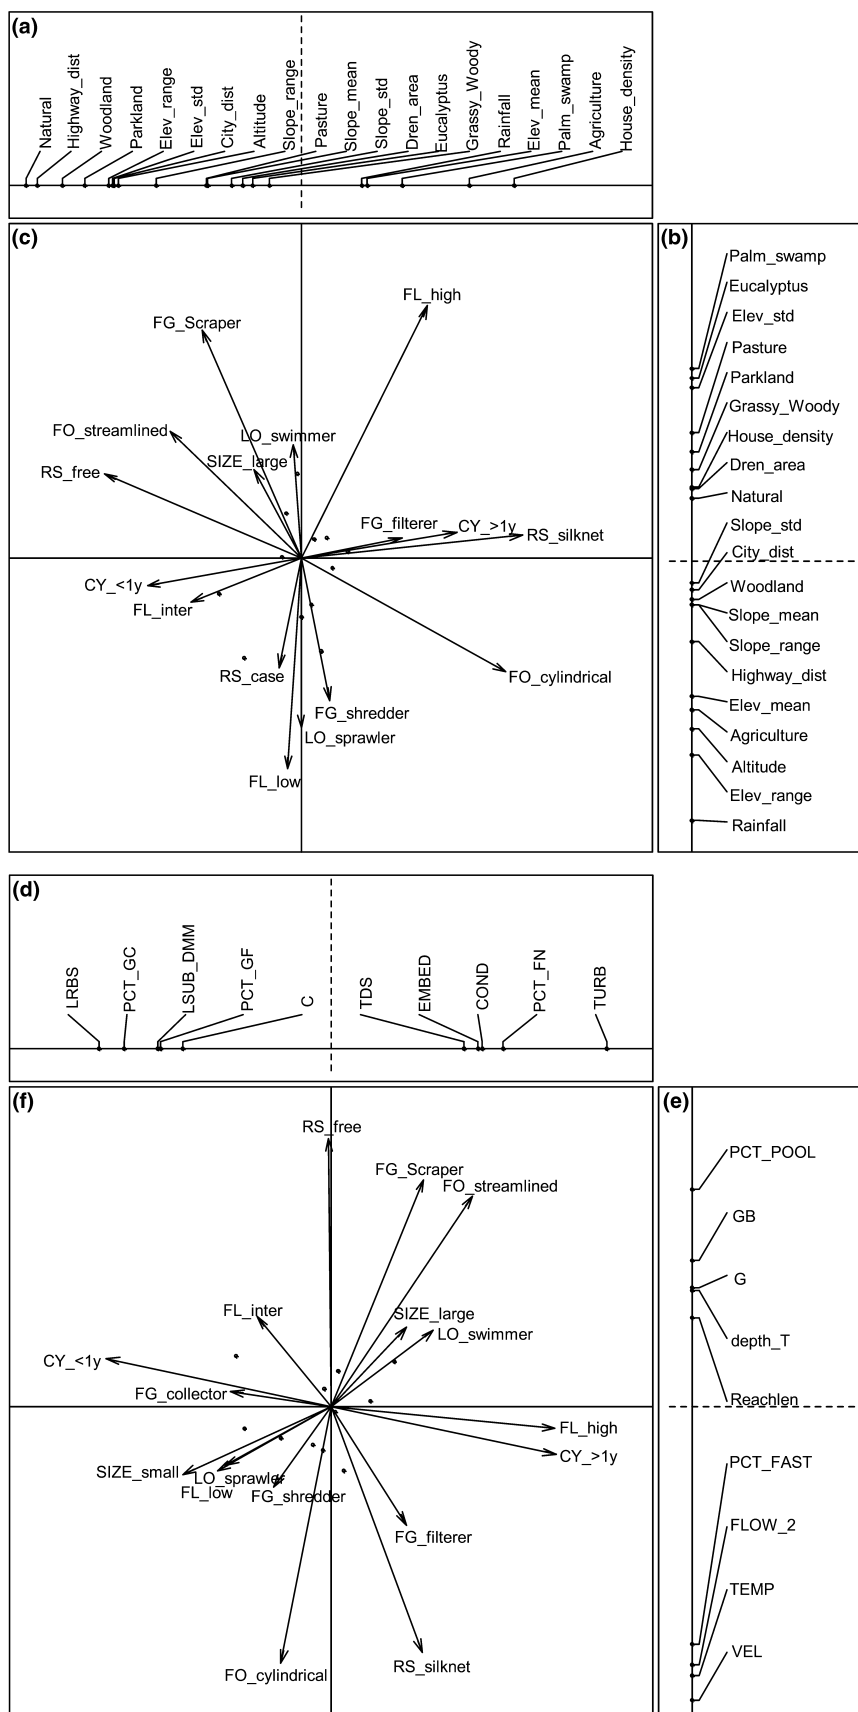 (a)
Natural
Highway_dist
Woodland
Parkland
Elev_range
Elev_std
City_dist
Altitude
Slope_range
Pasture
Slope_mean
Slope_std
Dren_area
Eucalyptus
Grassy_Woody
Rainfall
Elev_mean
Palm_swamp
Agriculture
House_density
(c)
FL_high
FG_Scraper
FO_streamlined
LO_swimmer
SIZE_large
RS_free
FG_filterer
CY_>1y
RS_silknet
CY_<1y
FL_inter
RS_case
FO_cylindrical
FG_shredder
LO_sprawler
FL_low
(b)
Palm_swamp
Eucalyptus
Elev_std
Pasture
Parkland
Grassy_Woody
House_density
Dren_area
Natural
Slope_std
City_dist
Woodland
Slope_mean
Slope_range
Highway_dist
Elev_mean
Agriculture
Altitude
Elev_range
Rainfall
(d)
LRBS
PCT_GC
LSUB_DMM
PCT_GF
C
TDS
EMBED
COND
PCT_FN
TURB
(f)
RS_free
FG_Scraper
FO_streamlined
FL_inter
SIZE_large
LO_swimmer
CY_<1y
FG_collector
FL_high
CY_>1y
SIZE_small
LO_sprawler
FL_low
FG_shredder
FG_filterer
RS_silknet
FO_cylindrical
(e)
PCT_POOL
GB
G
depth_T
Reachlen
PCT_FAST
FLOW_2
TEMP
VEL